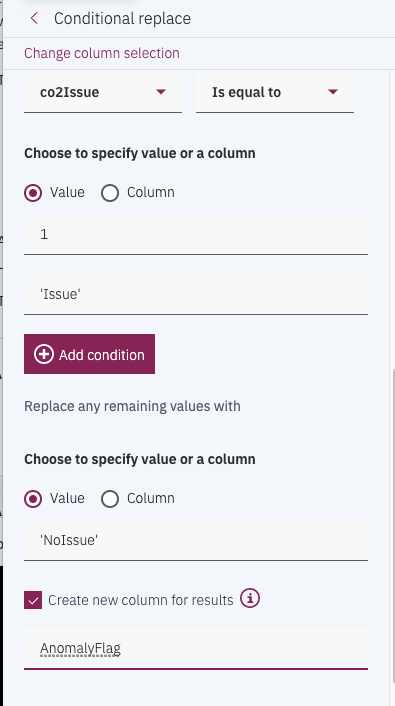 Conditional replace
Change column selection
co2Issue Is equal to
Choose to specify value or a column
Value Column
1
'Issue'
Add condition
Replace any remaining values with
Choose to specify value or a column
Value Column
'NoIssue'
Create new column for results
AnomalyFlag